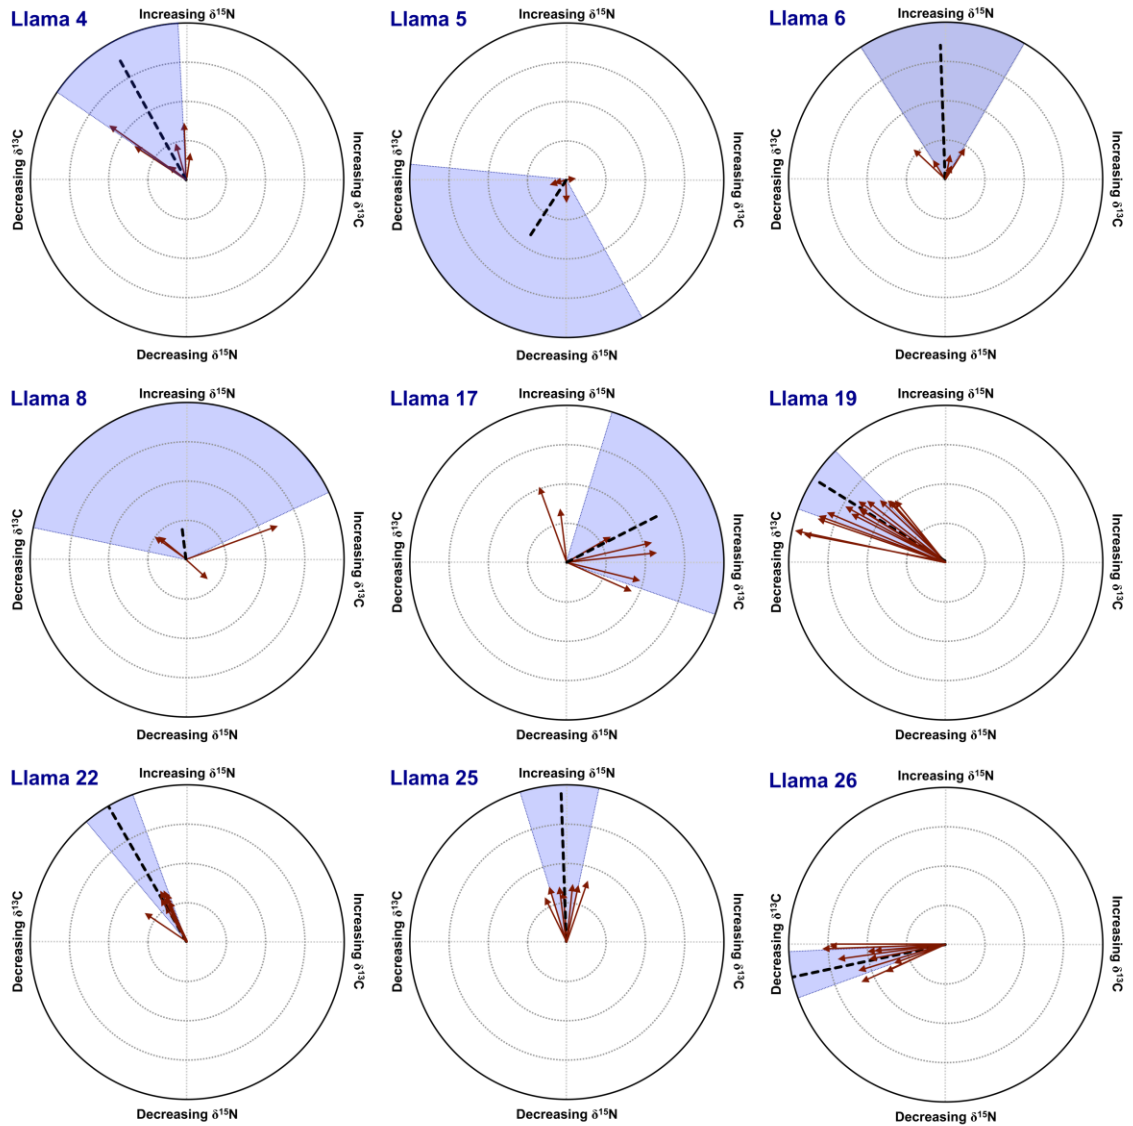 Llama 4
Increasing δ¹⁵N
Decreasing δ¹³C
Increasing δ¹³C
Decreasing δ¹⁵N
Llama 5
Increasing δ¹⁵N
Decreasing δ¹³C
Increasing δ¹³C
Decreasing δ¹⁵N
Llama 6
Increasing δ¹⁵N
Decreasing δ¹³C
Increasing δ¹³C
Decreasing δ¹⁵N
Llama 8
Increasing δ¹⁵N
Decreasing δ¹³C
Increasing δ¹³C
Decreasing δ¹⁵N
Llama 17
Increasing δ¹⁵N
Decreasing δ¹³C
Increasing δ¹³C
Decreasing δ¹⁵N
Llama 19
Increasing δ¹⁵N
Decreasing δ¹³C
Increasing δ¹³C
Decreasing δ¹⁵N
Llama 22
Increasing δ¹⁵N
Decreasing δ¹³C
Increasing δ¹³C
Decreasing δ¹⁵N
Llama 25
Increasing δ¹⁵N
Decreasing δ¹³C
Increasing δ¹³C
Decreasing δ¹⁵N
Llama 26
Increasing δ¹⁵N
Decreasing δ¹³C
Increasing δ¹³C
Decreasing δ¹⁵N